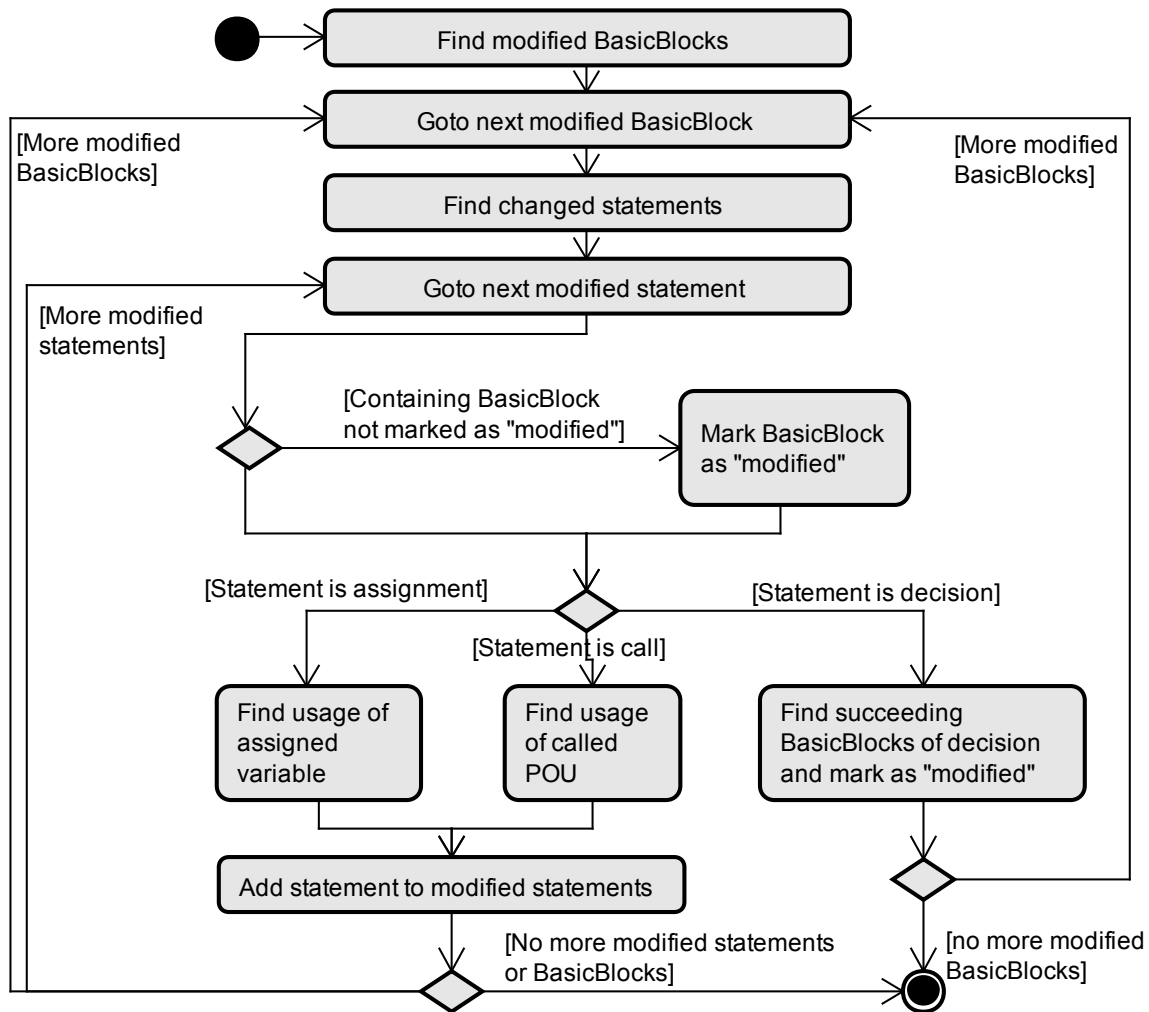 Find modified BasicBlocks
Goto next modified BasicBlock
[More modified
BasicBlocks]
[More modified
BasicBlocks]
Find changed statements
Goto next modified statement
[More modified
statements]
[Containing BasicBlock
not marked as "modified"]
Mark BasicBlock
as "modified"
[Statement is assignment]
[Statement is decision]
[Statement is call]
Find usage of
assigned
variable
Find usage
of called
POU
Find succeeding
BasicBlocks of decision
and mark as "modified"
Add statement to modified statements
[No more modified statements
or BasicBlocks]
[no more modified
BasicBlocks]